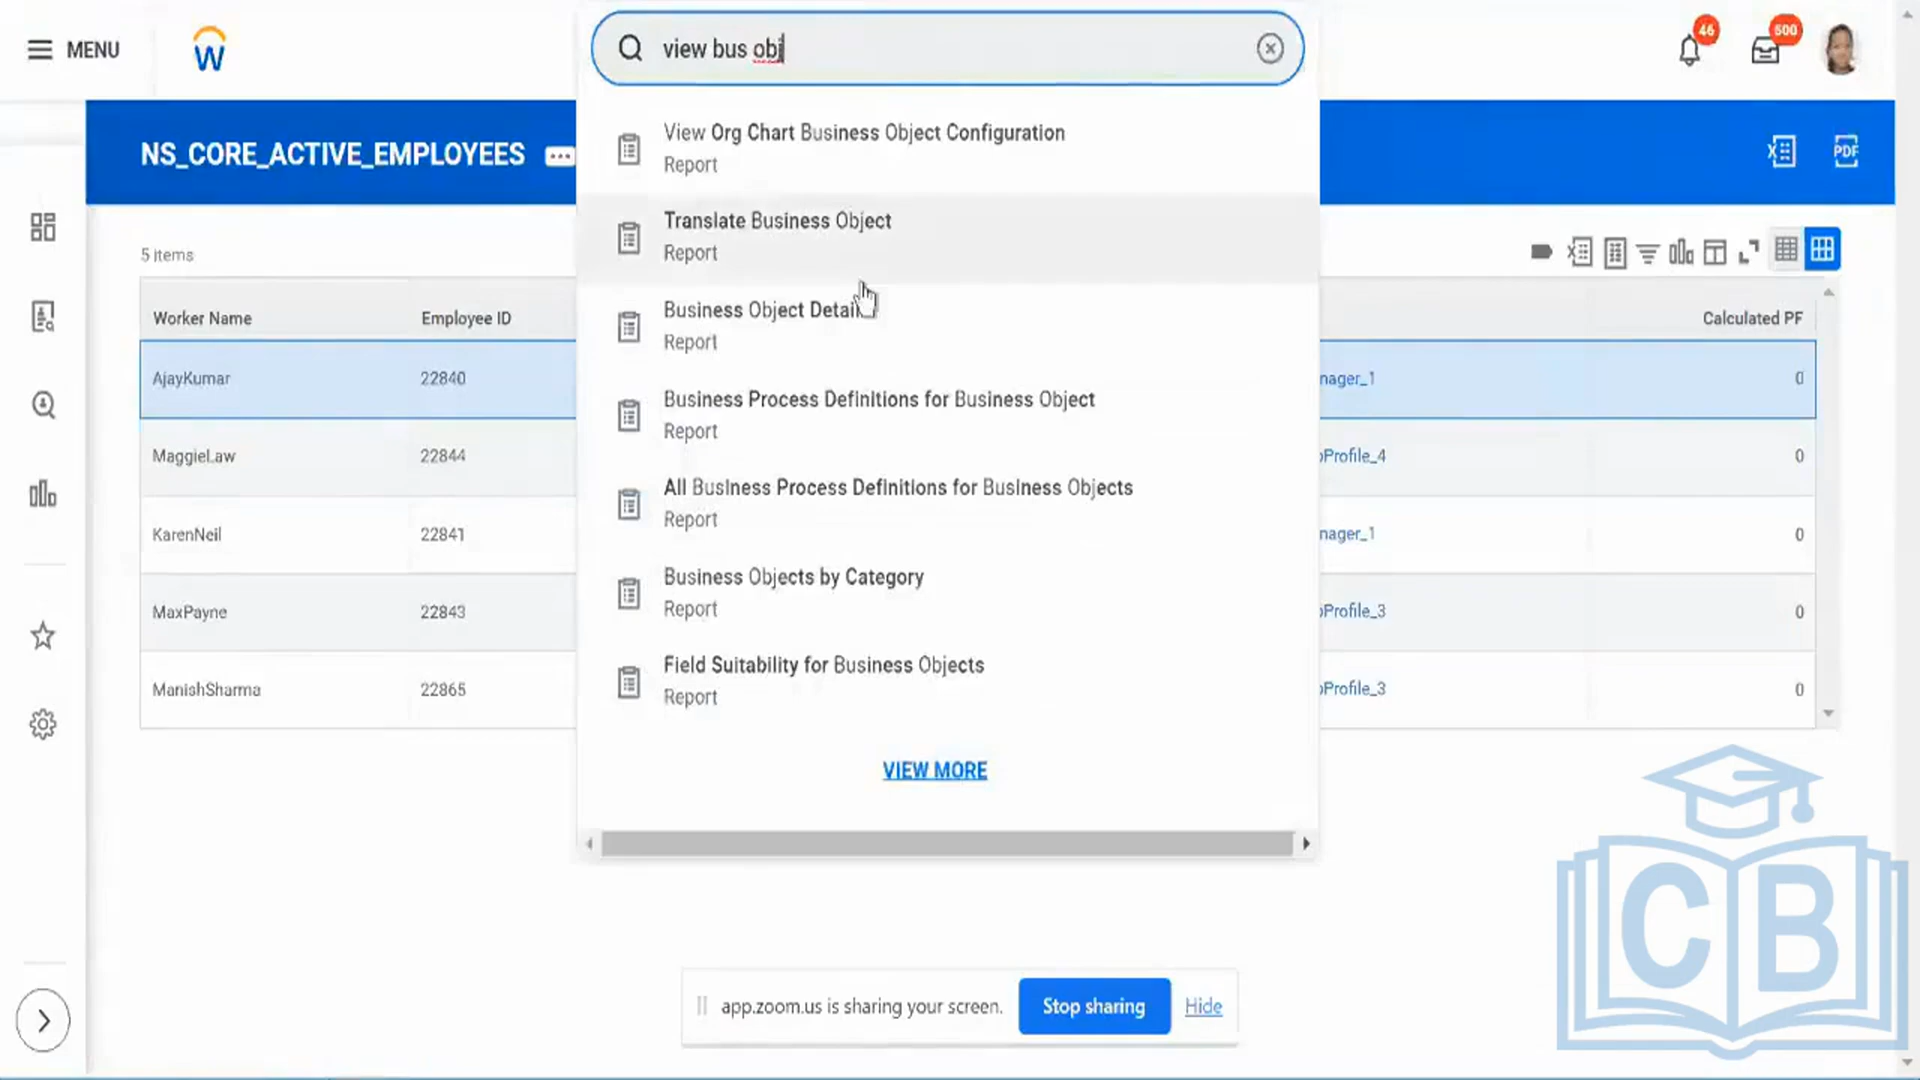 MENU
W
view bus obj
46
500
NS_CORE_ACTIVE_EMPLOYEES
PDF
View Org Chart Business Object Configuration
Report
Translate Business Object
Report
Business Object Detail
Report
Business Process Definitions for Business Object
Report
All Business Process Definitions for Business Objects
Report
Business Objects by Category
Report
Field Suitability for Business Objects
Report
VIEW MORE
5 items
Worker Name Employee ID Calculated PF
AjayKumar 22840 nager_1 0
MaggieLaw 22844 Profile_4 0
KarenNeil 22841 nager_1 0
MaxPayne 22843 Profile_3 0
ManishSharma 22865 Profile_3 0
app.zoom.us is sharing your screen. Stop sharing Hide
CB